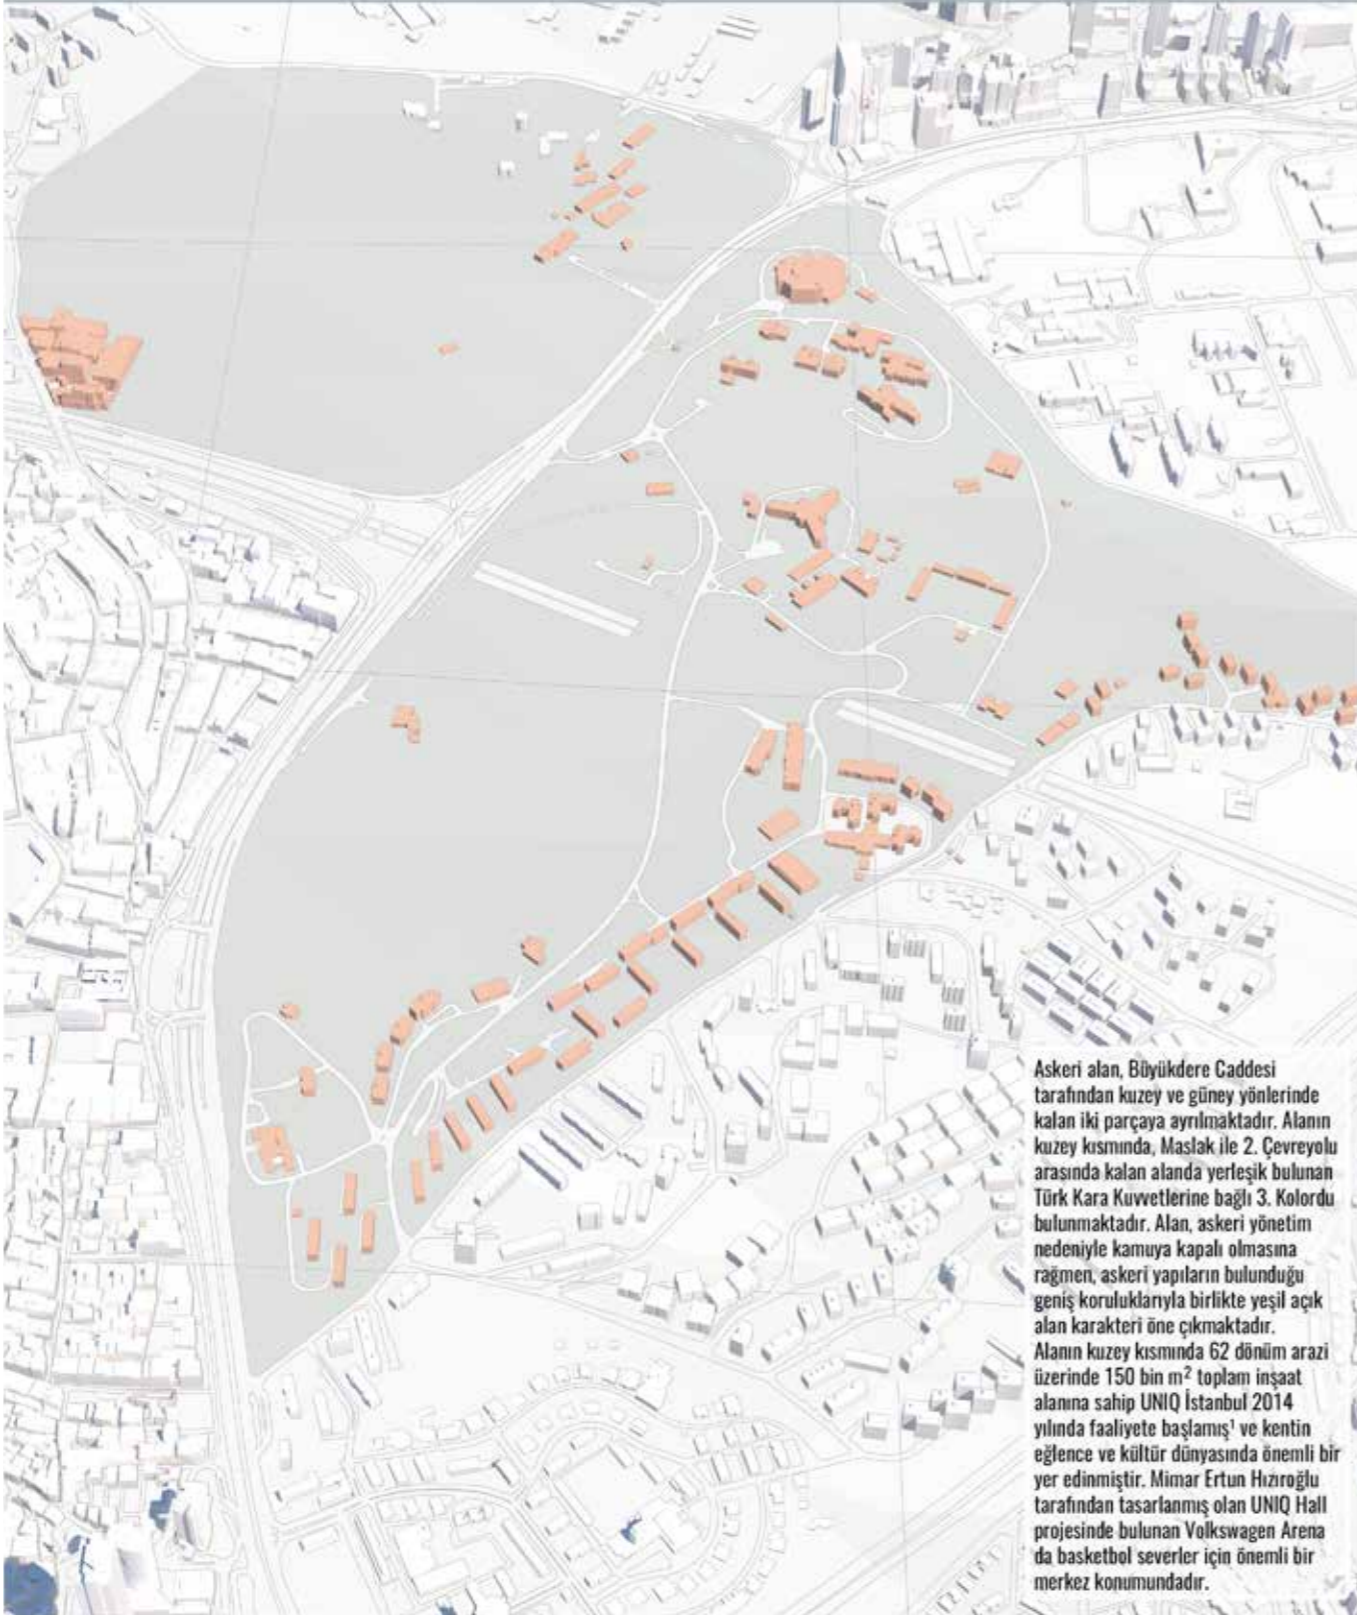 Askeri alan, Büyükdere Caddesi
tarafından kuzey ve güney yönlerinde
kalan iki parçaya ayrılmaktadır. Alanın
kuzey kısmında, Maslak ile 2. Çevreyolu
arasında kalan alanda yerleşik bulunan
Türk Kara Kuvvetlerine bağlı 3. Kolordu
bulunmaktadır. Alan, askeri yönetim
nedeniyle kamuya kapalı olmasına
rağmen, askeri yapıların bulunduğu
geniş koruluklarıyla birlikte yeşil açık
alan karakteri öne çıkmaktadır.
Alanın kuzey kısmında 62 dönüm arazi
üzerinde 150 bin m² toplam inşaat
alanına sahip UNIQ İstanbul 2014
yılında faaliyete başlamış¹ ve kentin
eğlence ve kültür dünyasında önemli bir
yer edinmiştir. Mimar Ertun Hızıroğlu
tarafından tasarlanmış olan UNIQ Hall
projesinde bulunan Volkswagen Arena
da basketbol severler için önemli bir
merkez konumundadır.